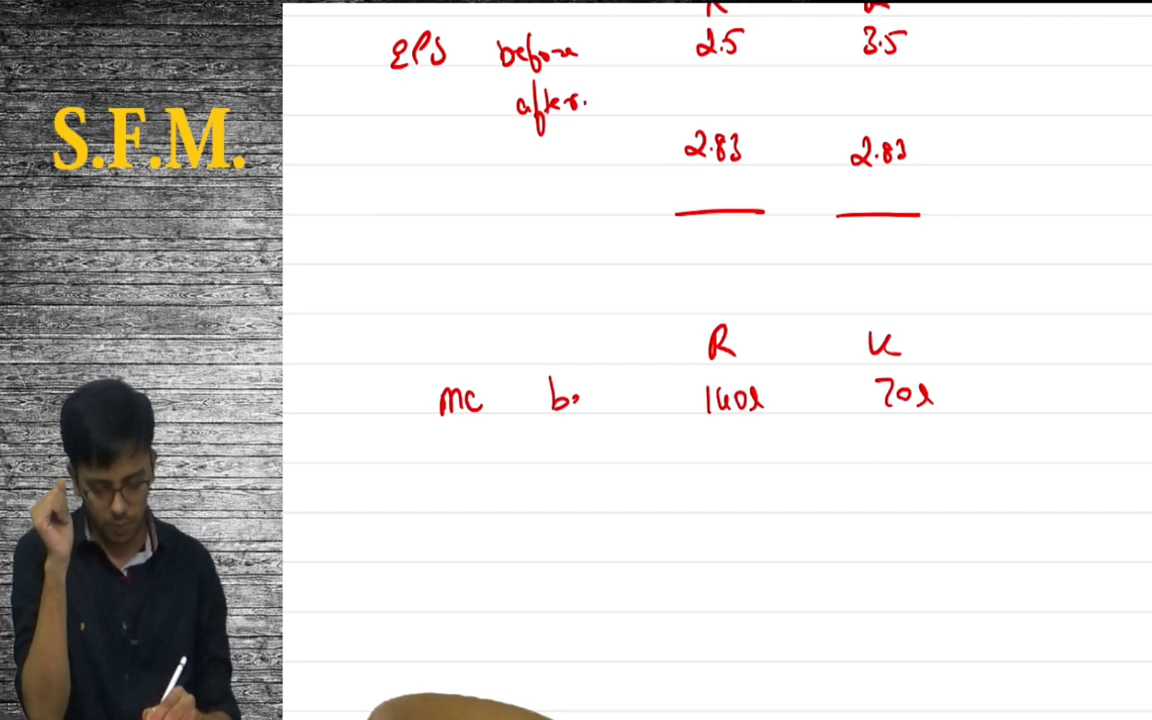 R K
EPS before 2.5 3.5
after.
2.83 2.83
S.F.M.
R K
MC b. 140l 70l